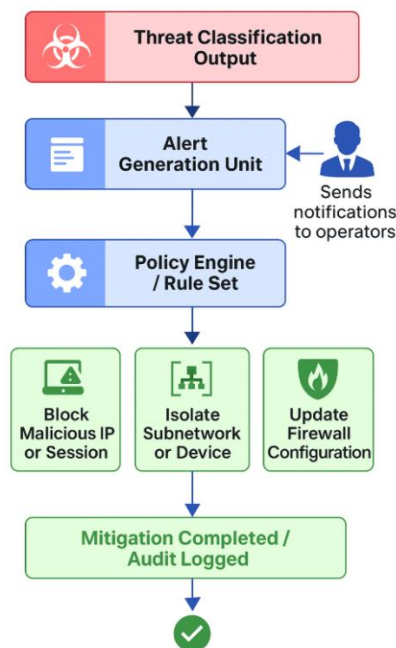 Threat Classification
Output
Alert
Generation Unit
Sends
notifications
to operators
Policy Engine
/ Rule Set
Block
Malicious IP
or Session
Isolate
Subnetwork
or Device
Update
Firewall
Configuration
Mitigation Completed /
Audit Logged